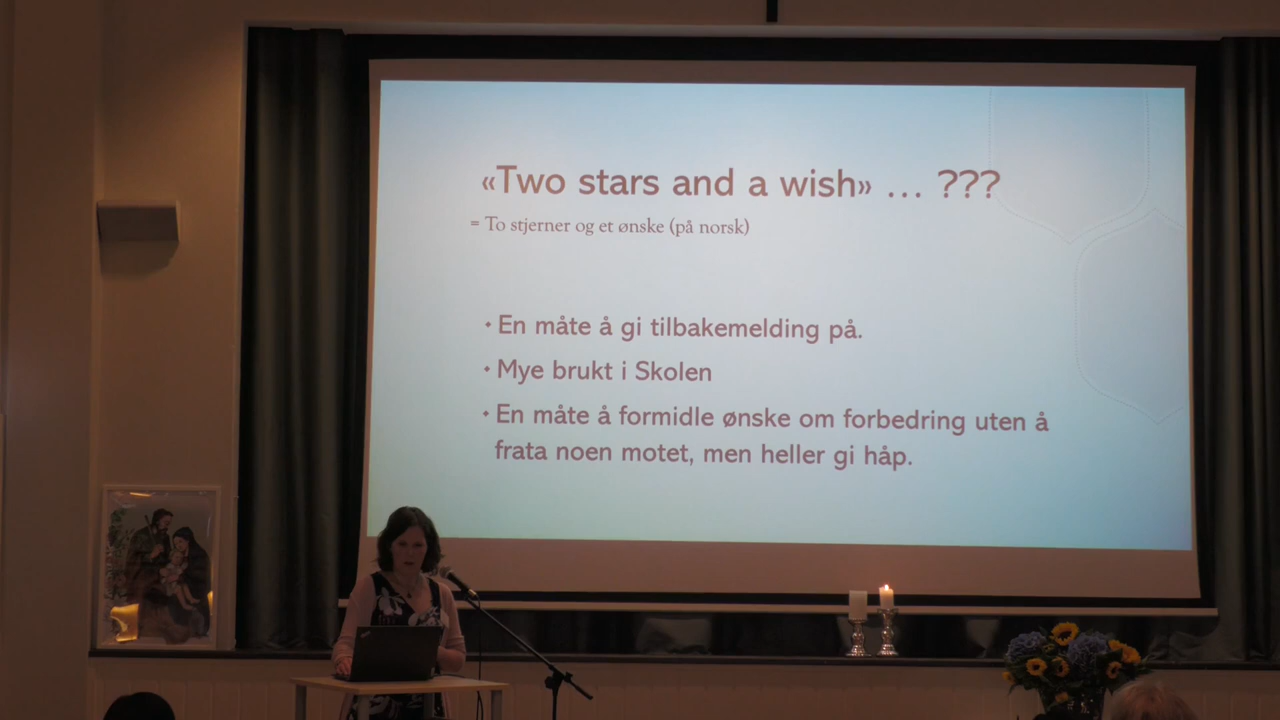 «Two stars and a wish» ... ???
= To stjerner og et ønske (på norsk)
• En måte å gi tilbakemelding på.
• Mye brukt i Skolen
• En måte å formidle ønske om forbedring uten å
frata noen motet, men heller gi håp.